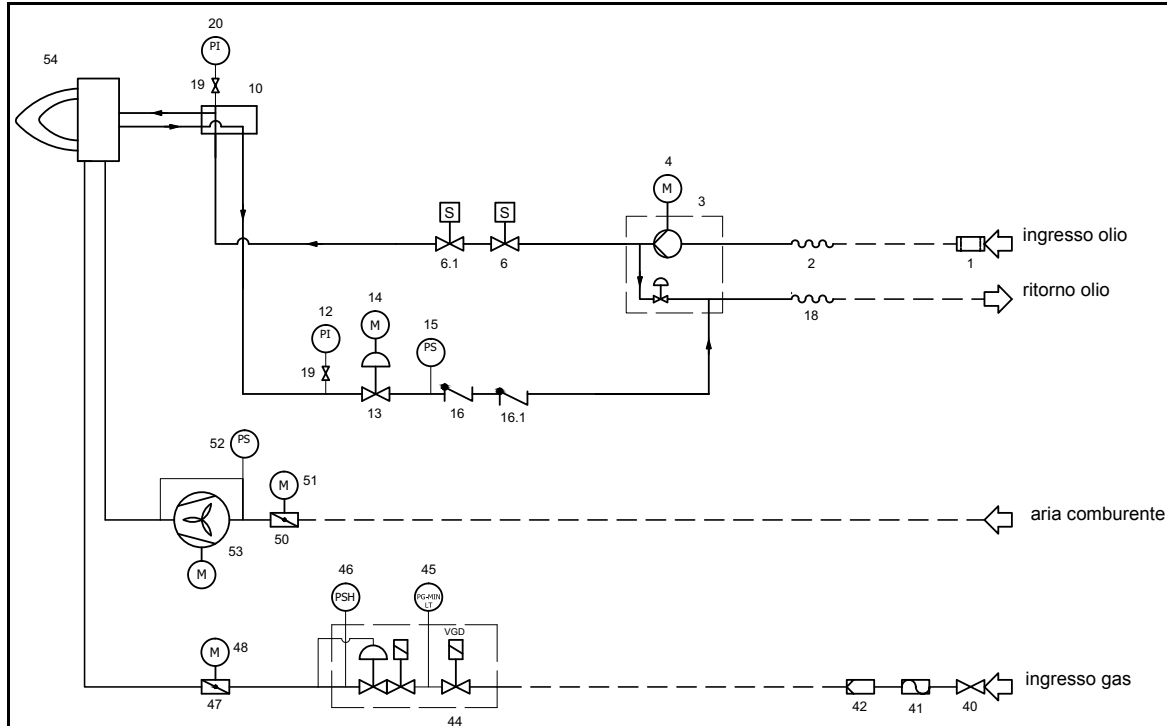 20
PI
54
19
10
4
M
3
S
S
ingresso olio
6.1
6
2
1
ritorno olio
14
18
12
M
15
PI
PS
19
13
16
16.1
52
PS
M
51
aria comburente
50
53
M
46
45
PSH
PG-MIN
LT
VGD
M
48
ingresso gas
47
44
42
41
40